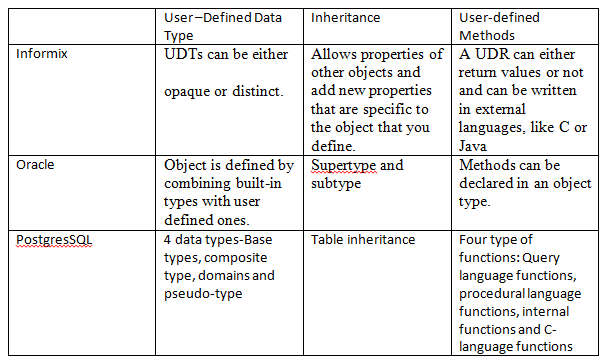 User–Defined Data
Type
Inheritance
User-defined
Methods
Informix
UDTs can be either
opaque or distinct.
Allows properties of
other objects and
add new properties
that are specific to
the object that you
define.
A UDR can either
return values or not
and can be written
in external
languages, like C or
Java
Oracle
Object is defined by
combining built-in
types with user
defined ones.
Supertype and
subtype
Methods can be
declared in an object
type.
PostgresSQL
4 data types-Base
types, composite
type, domains and
pseudo-type
Table inheritance
Four type of
functions: Query
language functions,
procedural language
functions, internal
functions and C-
language functions